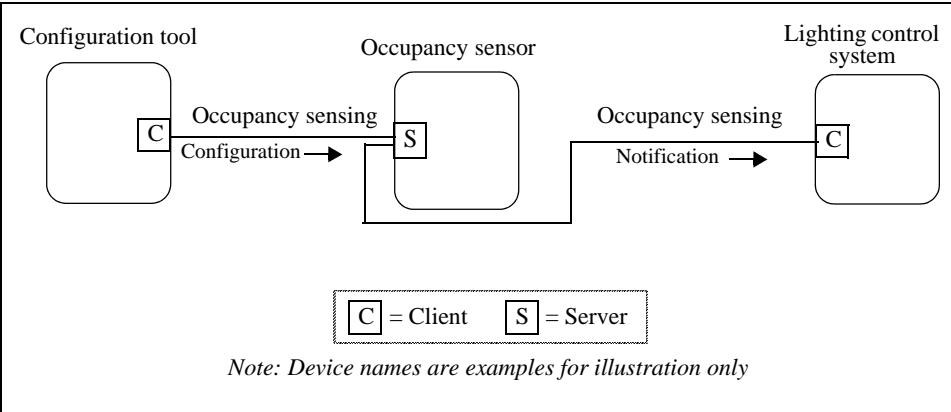 Configuration tool
Occupancy sensor
Lighting control
system
Occupancy sensing
Occupancy sensing
C
S
C
Configuration
Notification
C = Client S = Server
Note: Device names are examples for illustration only